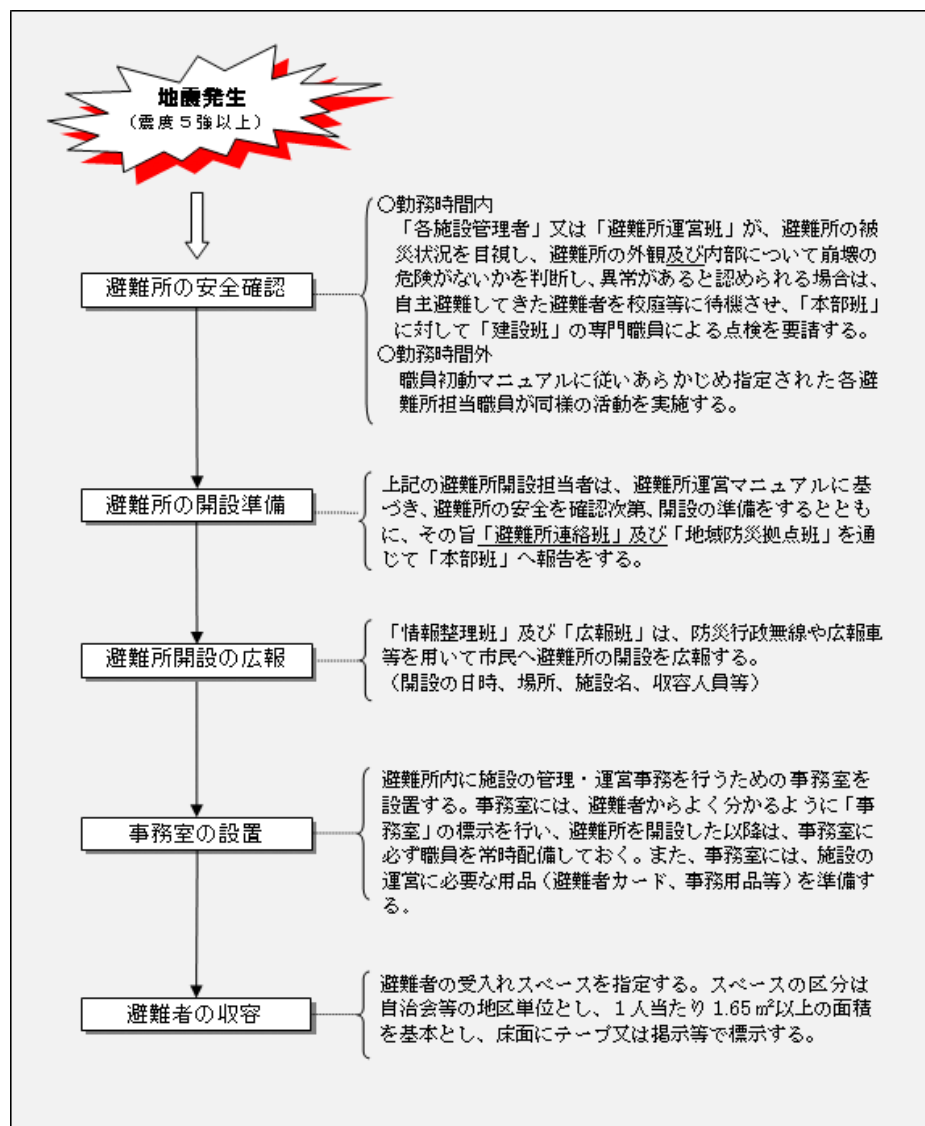 地震発生
（震度５強以上）
○勤務時間内
「各施設管理者」又は「避難所運営班」が、避難所の被
災状況を目視し、避難所の外観及び内部について崩壊の
危険がないかを判断し、異常があると認められる場合は、
自主避難してきた避難者を校庭等に待機させ、「本部班」
に対して「建設班」の専門職員による点検を要請する。
○勤務時間外
職員初動マニュアルに従いあらかじめ指定された各避
難所担当職員が同様の活動を実施する。
避難所の安全確認
上記の避難所開設担当者は、避難所運営マニュアルに基
づき、避難所の安全を確認次第、開設の準備をするととも
に、その旨「避難所連絡班」及び「地域防災拠点班」を通
じて「本部班」へ報告をする。
避難所の開設準備
「情報整理班」及び「広報班」は、防災行政無線や広報車
等を用いて市民へ避難所の開設を広報する。
（開設の日時、場所、施設名、収容人員等）
避難所開設の広報
避難所内に施設の管理・運営事務を行うための事務室を
設置する。事務室には、避難者からよく分かるように「事
務室」の標示を行い、避難所を開設した以降は、事務室に
必ず職員を常時配備しておく。また、事務室には、施設の
運営に必要な用品（避難者カード、事務用品等）を準備す
る。
事務室の設置
避難者の受入れスペースを指定する。スペースの区分は
自治会等の地区単位とし、１人当たり 1.65 ㎡以上の面積
を基本とし、床面にテープ又は掲示等で標示する。
避難者の収容